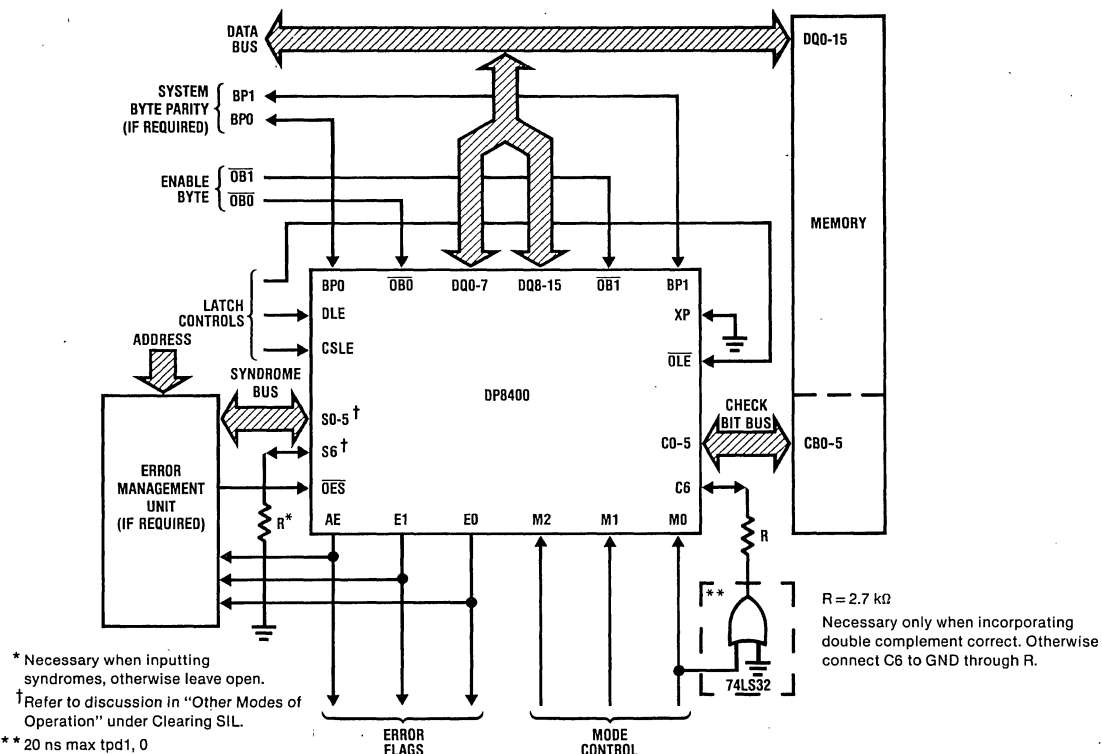 DATA
BUS
DQ0-15
SYSTEM
BYTE PARITY
(IF REQUIRED)
BP1
BP0
ENABLE
BYTE
OB1
OB0
MEMORY
BP0
OB0
DQ0-7
DQ8-15
OB1
BP1
LATCH
CONTROLS
DLE
CSLE
XP
OLE
ADDRESS
SYNDROME
BUS
DP8400
CHECK
BIT BUS
S0-5†
S6†
OES
C0-5
C6
CB0-5
ERROR
MANAGEMENT
UNIT
(IF REQUIRED)
R*
R
AE
E1
E0
M2
M1
M0
**
74LS32
R = 2.7 kΩ
Necessary only when incorporating
double complement correct. Otherwise
connect C6 to GND through R.
* Necessary when inputting
syndromes, otherwise leave open.
†Refer to discussion in "Other Modes of
Operation" under Clearing SIL.
** 20 ns max tpd1, 0
ERROR
FLAGS
MODE
CONTROL